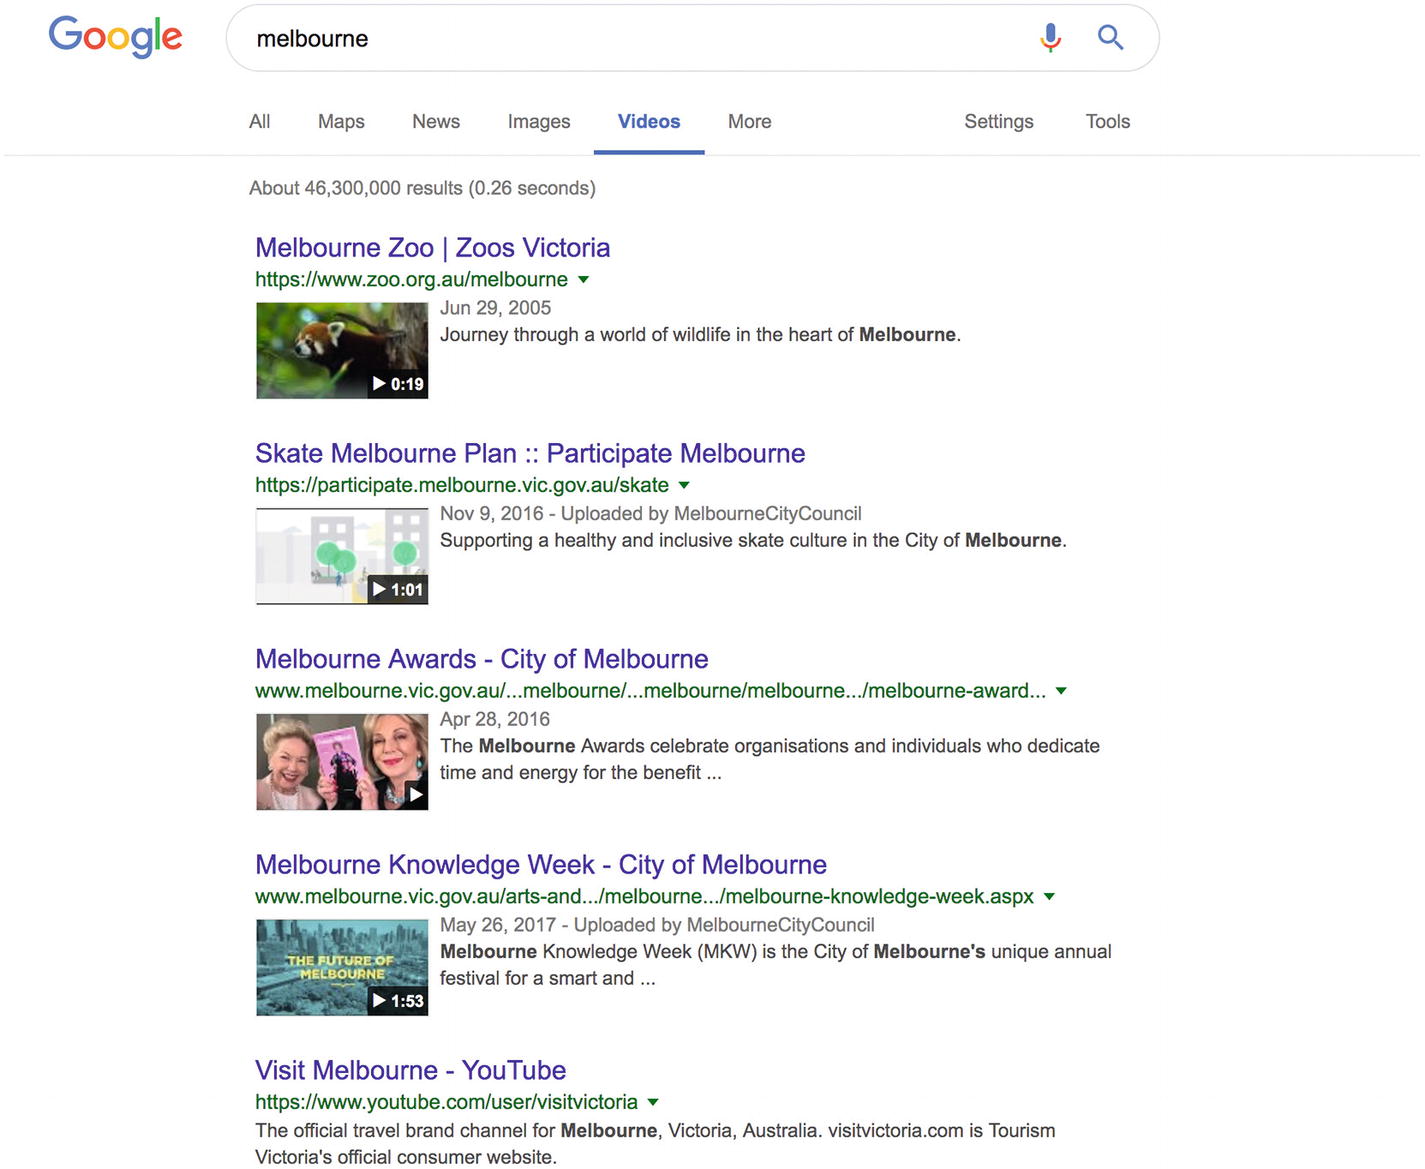 Google melbourne
All Maps News Images Videos More Settings Tools
About 46,300,000 results (0.26 seconds)
Melbourne Zoo | Zoos Victoria
https://www.zoo.org.au/melbourne
Jun 29, 2005
Journey through a world of wildlife in the heart of Melbourne.
0:19
Skate Melbourne Plan :: Participate Melbourne
https://participate.melbourne.vic.gov.au/skate
Nov 9, 2016 - Uploaded by MelbourneCityCouncil
Supporting a healthy and inclusive skate culture in the City of Melbourne.
1:01
Melbourne Awards - City of Melbourne
www.melbourne.vic.gov.au/...melbourne/...melbourne/melbourne.../melbourne-award...
Apr 28, 2016
The Melbourne Awards celebrate organisations and individuals who dedicate
time and energy for the benefit ...
Melbourne Knowledge Week - City of Melbourne
www.melbourne.vic.gov.au/arts-and.../melbourne.../melbourne-knowledge-week.aspx
May 26, 2017 - Uploaded by MelbourneCityCouncil
Melbourne Knowledge Week (MKW) is the City of Melbourne's unique annual
festival for a smart and ...
THE FUTURE OF
MELBOURNE
1:53
Visit Melbourne - YouTube
https://www.youtube.com/user/visitvictoria
The official travel brand channel for Melbourne, Victoria, Australia. visitvictoria.com is Tourism
Victoria's official consumer website.